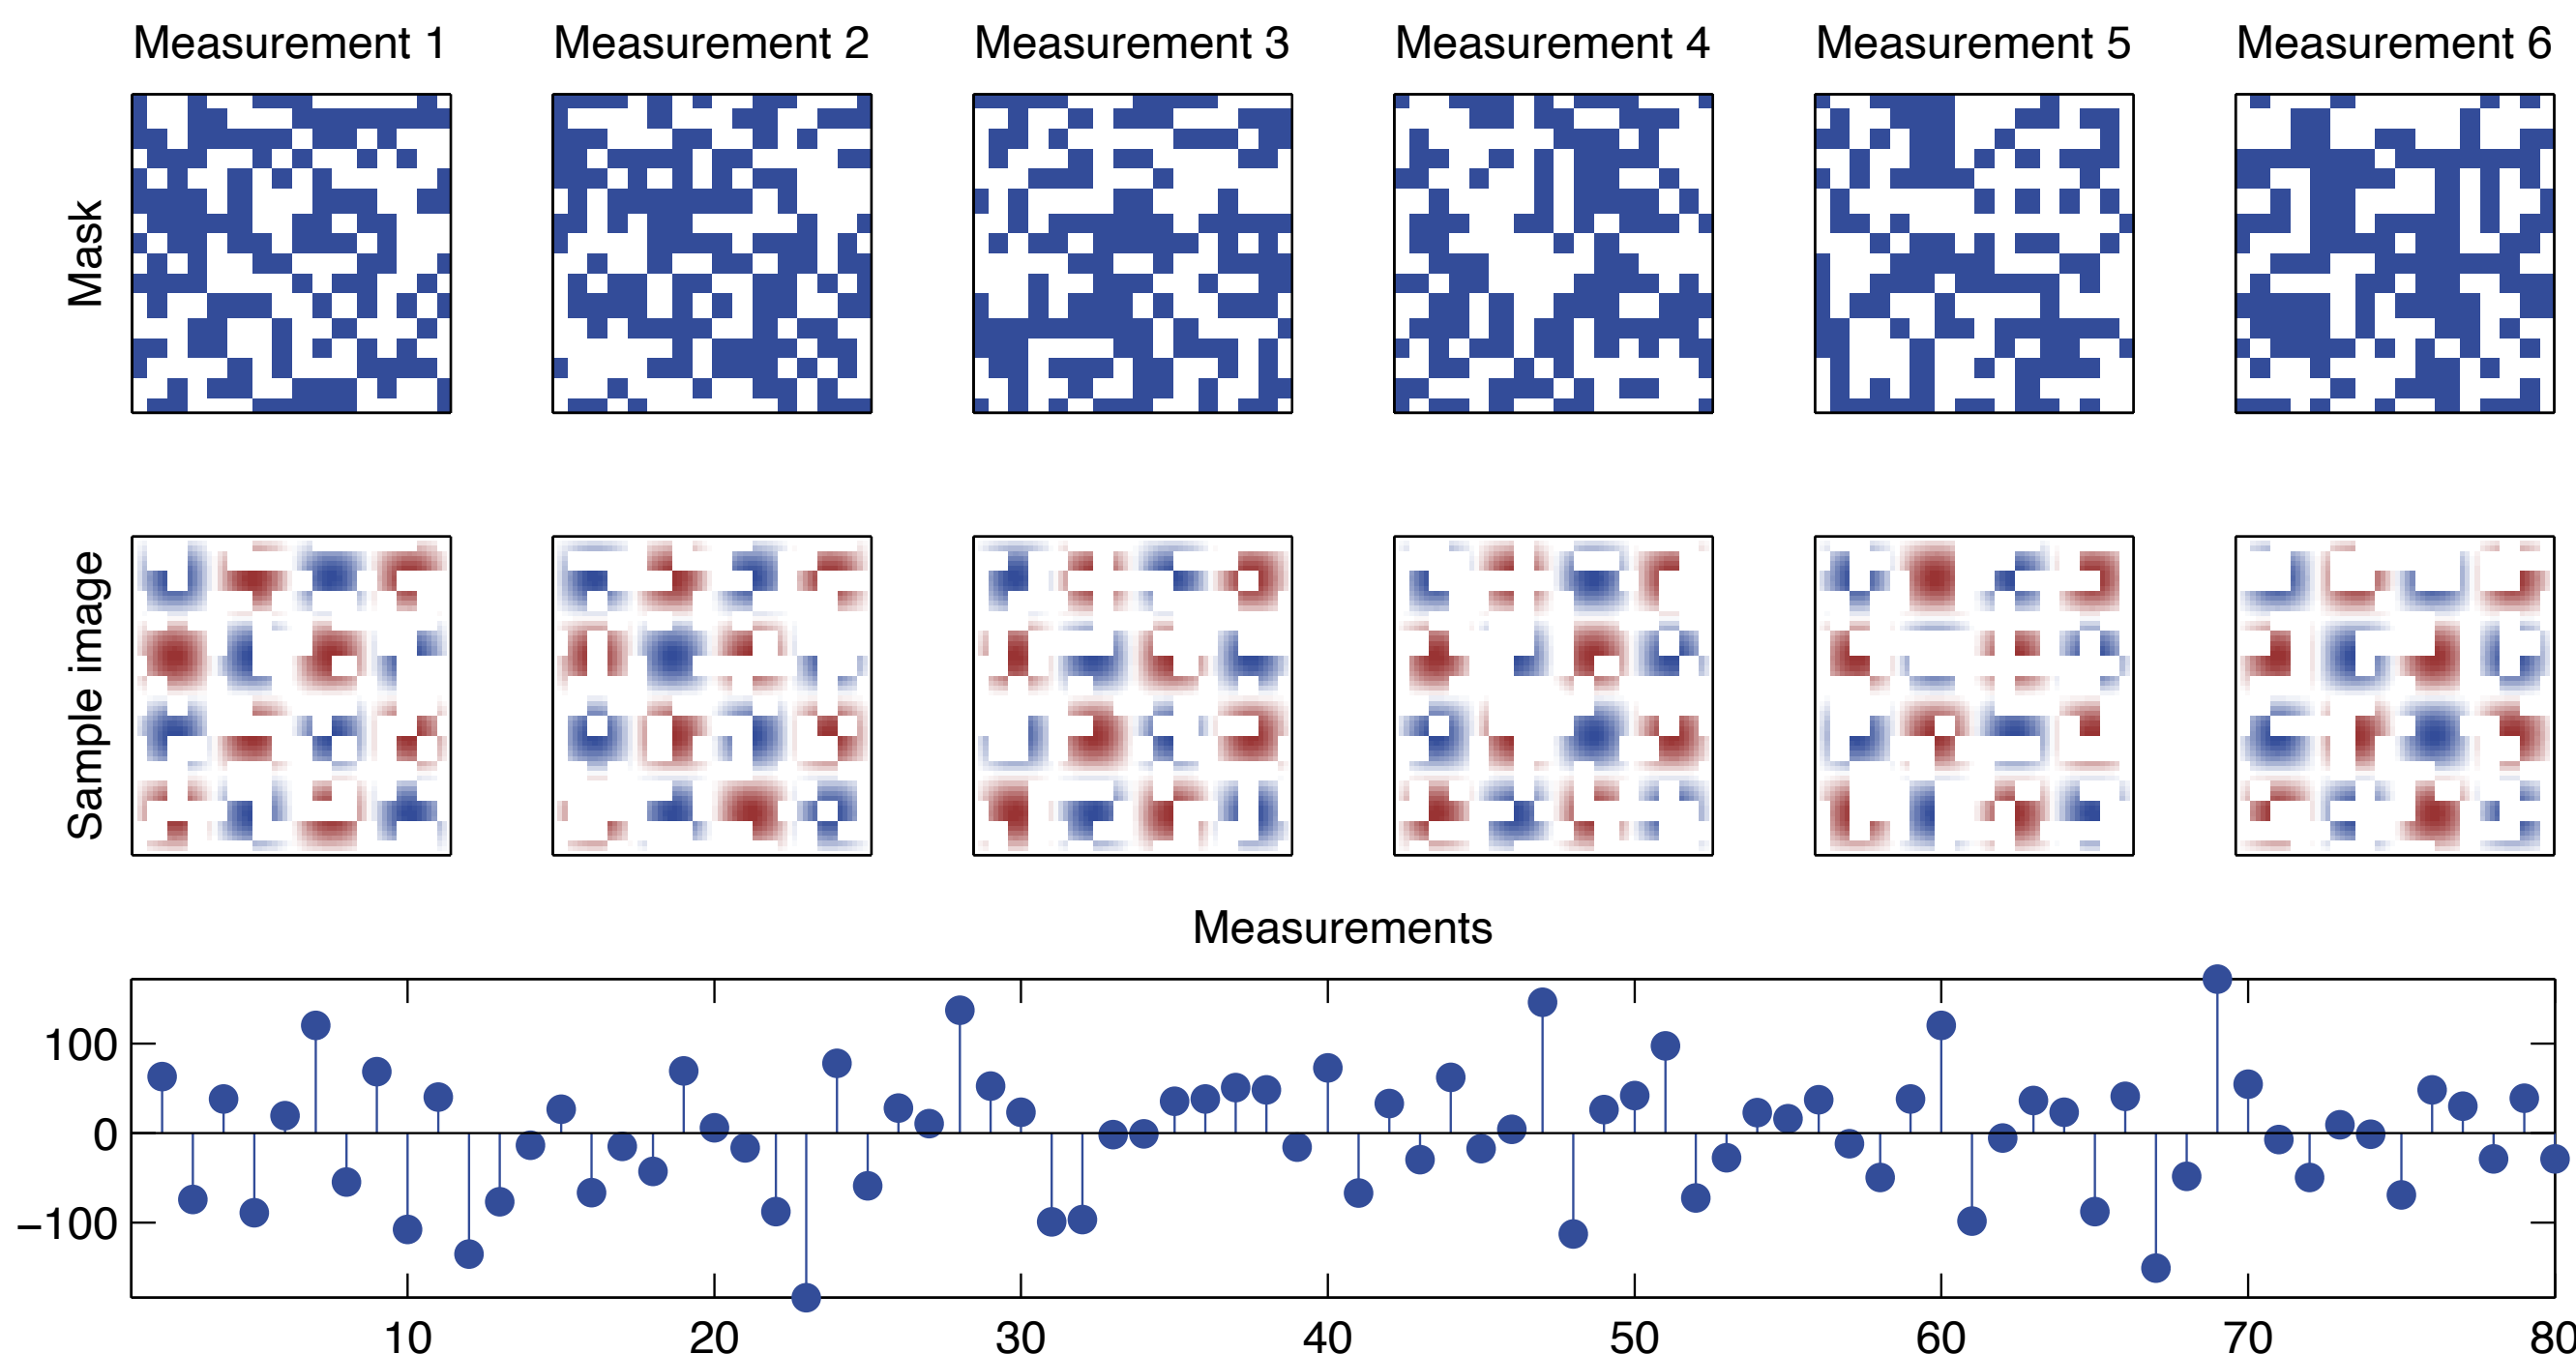 Measurement 1 Measurement 2 Measurement 3 Measurement 4 Measurement 5 Measurement 6
Mask
Sample image
Measurements
100
0
−100
10 20 30 40 50 60 70 80